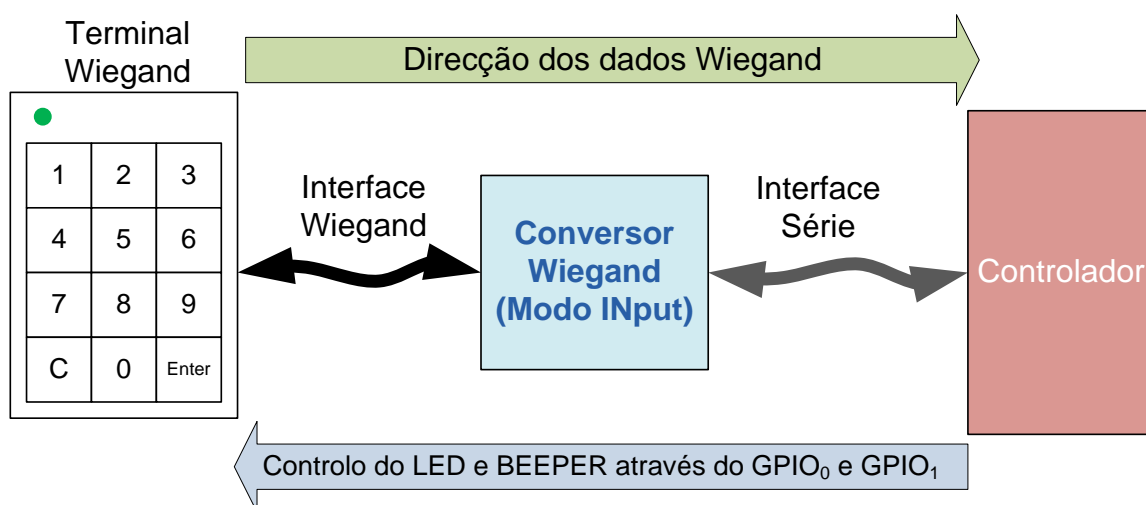 Terminal
Wiegand
Direcção dos dados Wiegand
1 2 3
4 5 6
7 8 9
C 0 Enter
Interface
Wiegand
Conversor
Wiegand
(Modo INput)
Interface
Série
Controlador
Controlo do LED e BEEPER através do GPIO₀ e GPIO₁